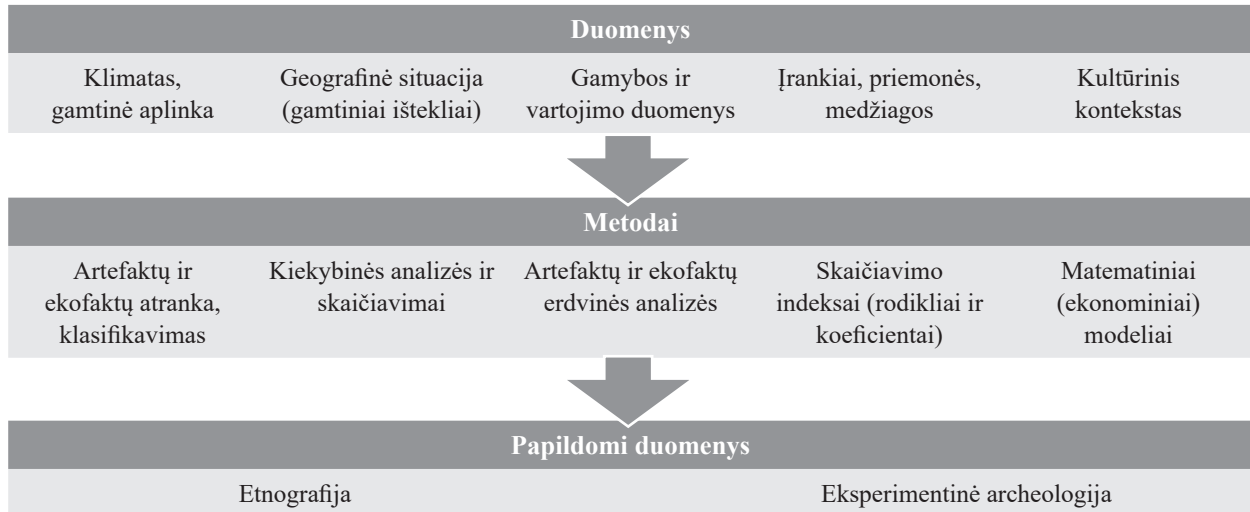 Duomenys
Klimatas,
gamtinė aplinka
Geografinė situacija
(gamtiniai ištekliai)
Gamybos ir
vartojimo duomenys
Įrankiai, priemonės,
medžiagos
Kultūrinis
kontekstas
Metodai
Artefaktų ir
ekofaktų atranka,
klasifikavimas
Kiekybinės analizės ir
skaičiavimai
Artefaktų ir ekofaktų
erdvinės analizės
Skaičiavimo
indeksai (rodikliai ir
koeficientai)
Matematiniai
(ekonominiai)
modeliai
Papildomi duomenys
Etnografija
Eksperimentinė archeologija